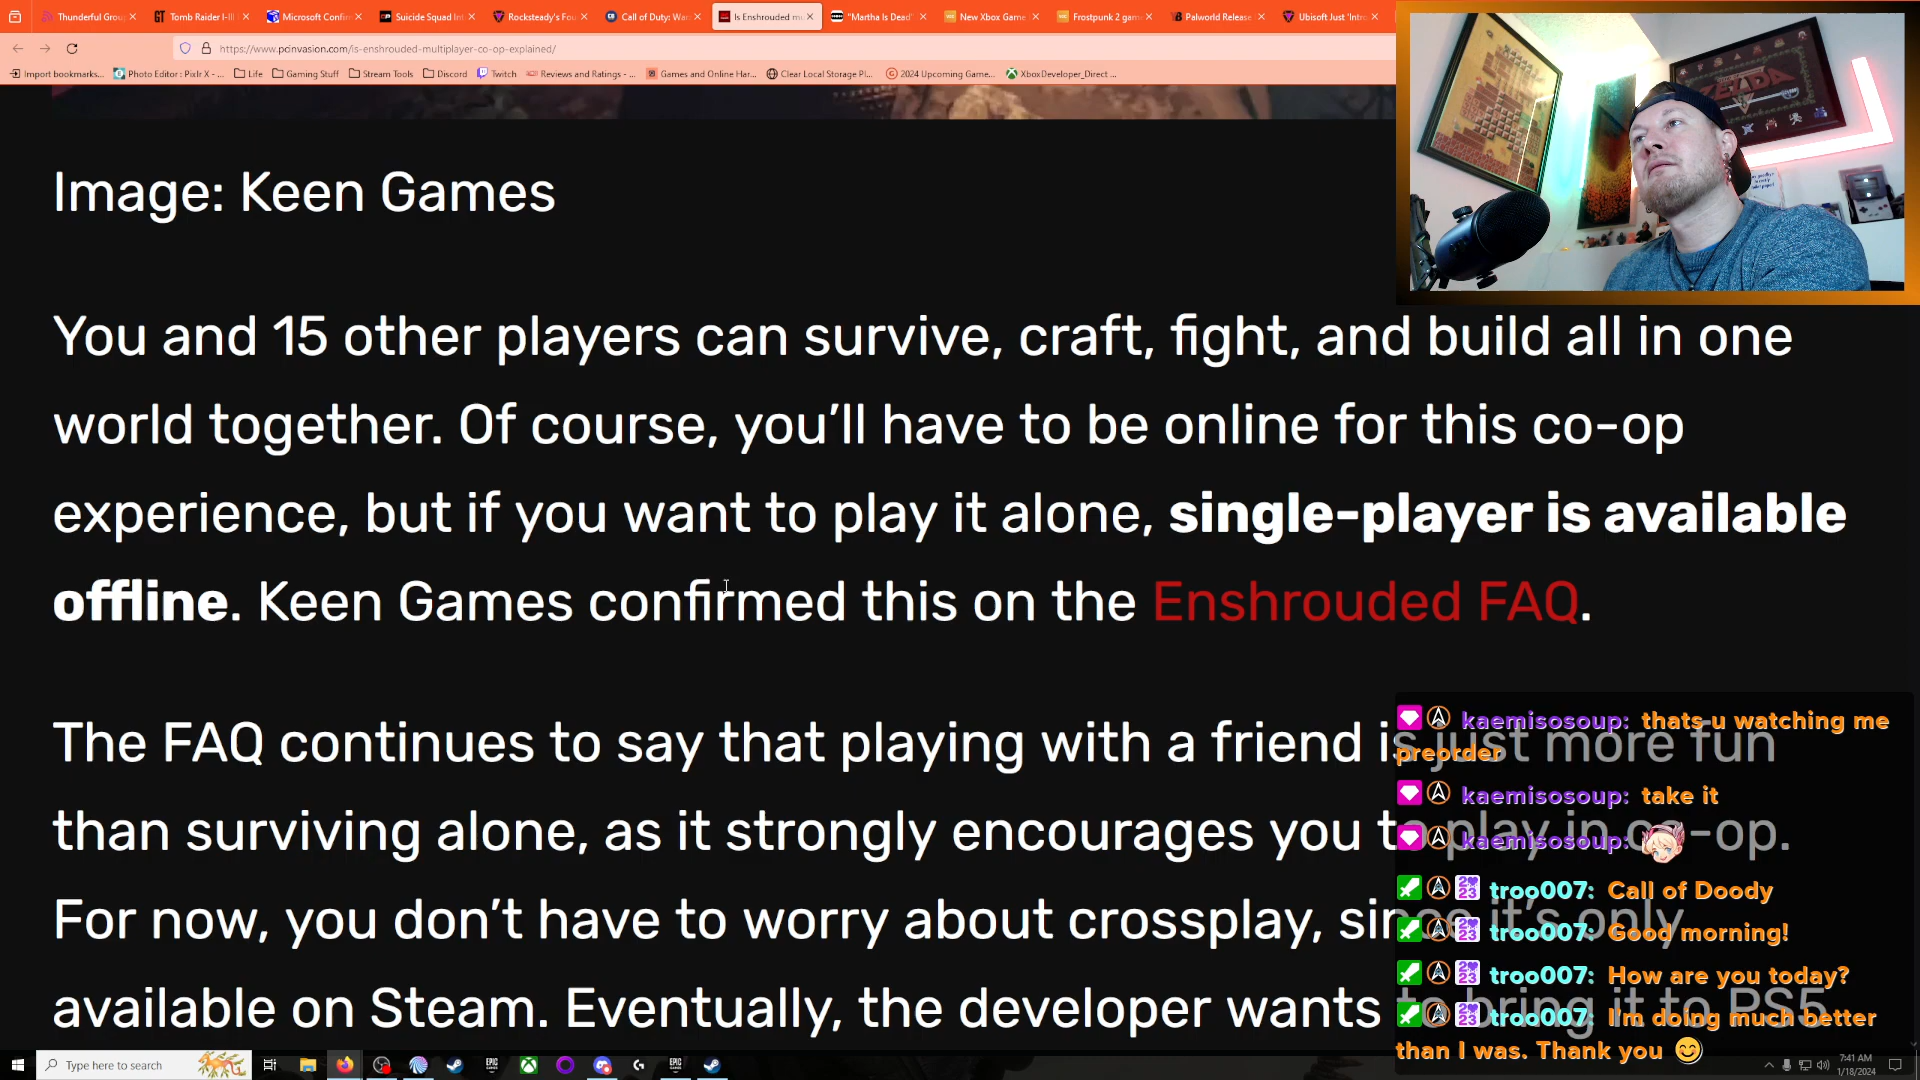 Thunderful Grou
Tomb Raider I-III
Microsoft Confir
Suicide Squad Int
Rocksteady's Fou
Call of Duty: War
Is Enshrouded mu
"Martha Is Dead"
New Xbox Game
Frostpunk 2 gam
Palworld Release
Ubisoft Just 'Intro
https://www.pcinvasion.com/is-enshrouded-multiplayer-co-op-explained/
Import bookmarks...
Photo Editor : Pixlr X - ...
Life
Gaming Stuff
Stream Tools
Discord
Twitch
Reviews and Ratings - ...
Games and Online Har...
Clear Local Storage Pl...
2024 Upcoming Game...
XboxDeveloper_Direct ...
ZELDA
Image: Keen Games
You and 15 other players can survive, craft, fight, and build all in one
world together. Of course, you’ll have to be online for this co-op
experience, but if you want to play it alone, single-player is available
offline. Keen Games confirmed this on the Enshrouded FAQ.
The FAQ continues to say that playing with a friend is just more fun
than surviving alone, as it strongly encourages you to play in co-op.
For now, you don’t have to worry about crossplay, since it’s only
available on Steam. Eventually, the developer wants to bring it to PS5
kaemisosoup: thats u watching me
preorder
kaemisosoup: take it
kaemisosoup:
troo007: Call of Doody
troo007: Good morning!
troo007: How are you today?
troo007: I'm doing much better
than I was. Thank you 😊
Type here to search
7:41 AM
1/18/2024